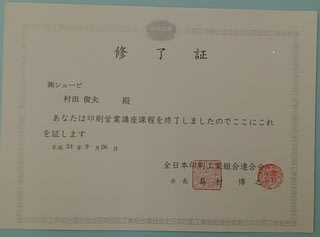 修了証
㈱シュービ
村田 俊夫 殿
あなたは印刷営業講座課程を修了しましたのでここにこれ
を証します
平成 24 年 9 月 26 日
全日本印刷工業組合連合会
会長 島村 博之